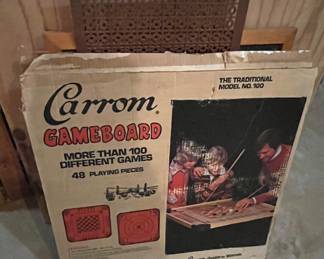 Carrom
GAMEBOARD
MORE THAN 100
DIFFERENT GAMES
48 PLAYING PIECES
THE TRADITIONAL
MODEL NO. 100